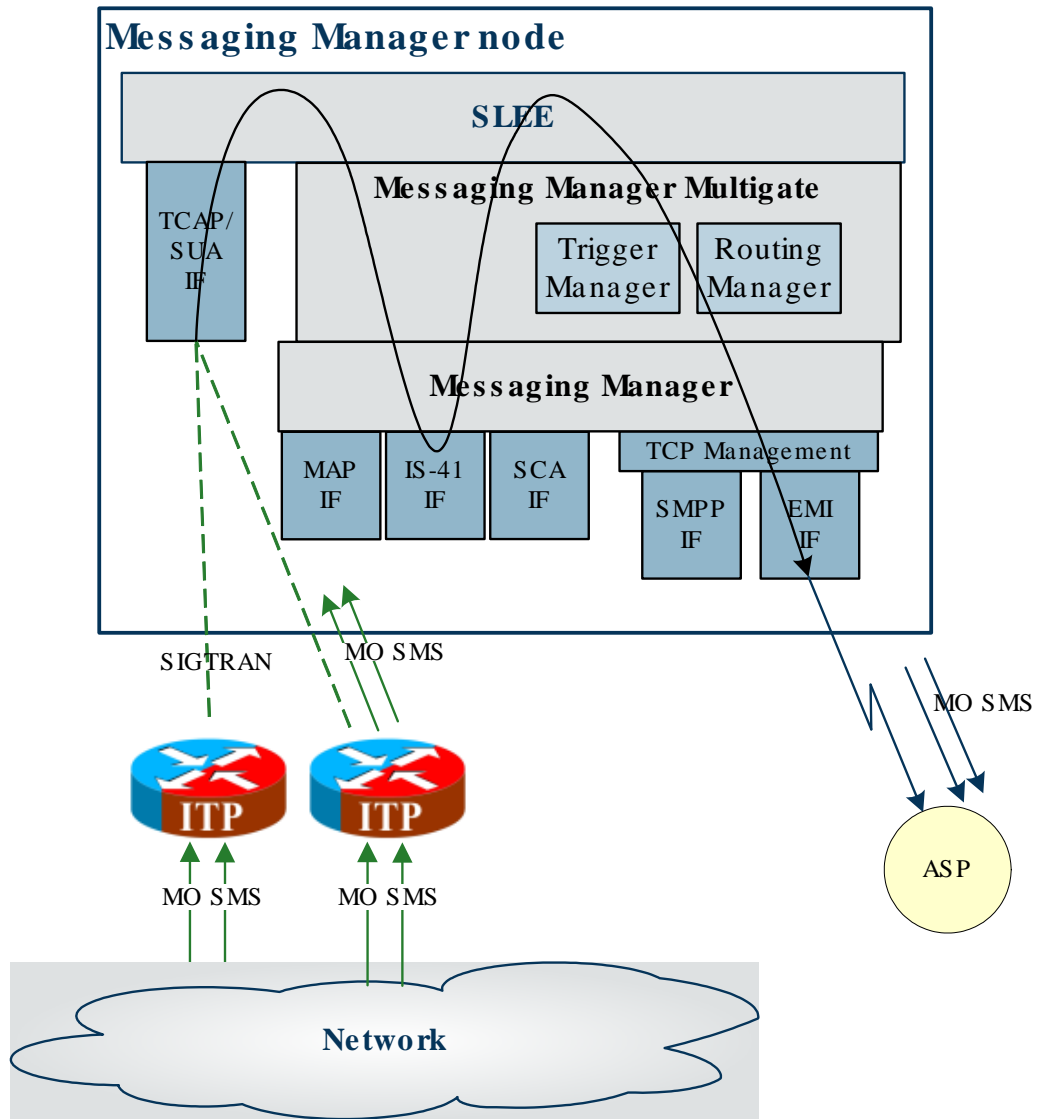 Messaging Manager node
SLEE
TCAP/
SUA
IF
Messaging Manager Multigate
Trigger
Manager
Routing
Manager
Messaging Manager
MAP
IF
IS-41
IF
SCA
IF
TCP Management
SMPP
IF
EMI
IF
SIGTRAN
MO SMS
MO SMS
ITP
ITP
ASP
MO SMS
MO SMS
Network